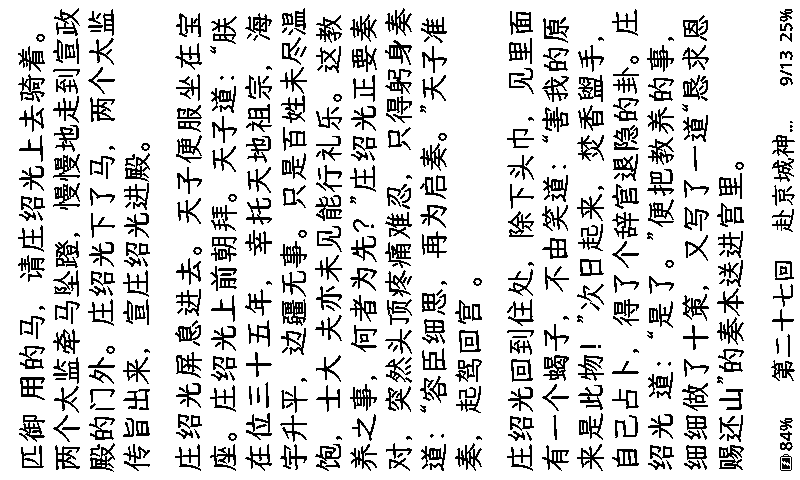 匹御 用的马，请庄绍光上去骑着。
两个太监牵马坠蹬，慢慢地走到宣政
殿的门外。庄绍光下了马，两个太监
传旨出来，宣庄绍光进殿。
庄绍光屏息进去。天子便服坐在宝
座。庄绍光上前朝拜。天子道：“朕
在位三十五年，幸托天地祖宗，海
宇升平，边疆无事。只是百姓未尽温
饱，士大 夫亦未见能行礼乐。这教
养之事，何者为先？”庄绍光正要奏
对，突然头顶疼痛难忍，只得躬身奏
道：“容臣细思，再为启奏。”天子准
奏，起驾回宫 。
庄绍光回到住处，除下头巾，见里面
有一个蝎子，不由笑道：“害我的原
来是此物！”次日起来，焚香盥手，
自己占卜，得了个辞官退隐的卦。庄
绍光 道：“是了。”便把教养的事，
细细做了十策，又写了一道“恳求恩
赐还山”的奏本送进宫里。
84% 第二十七回 赴京城神... 9/13 25%